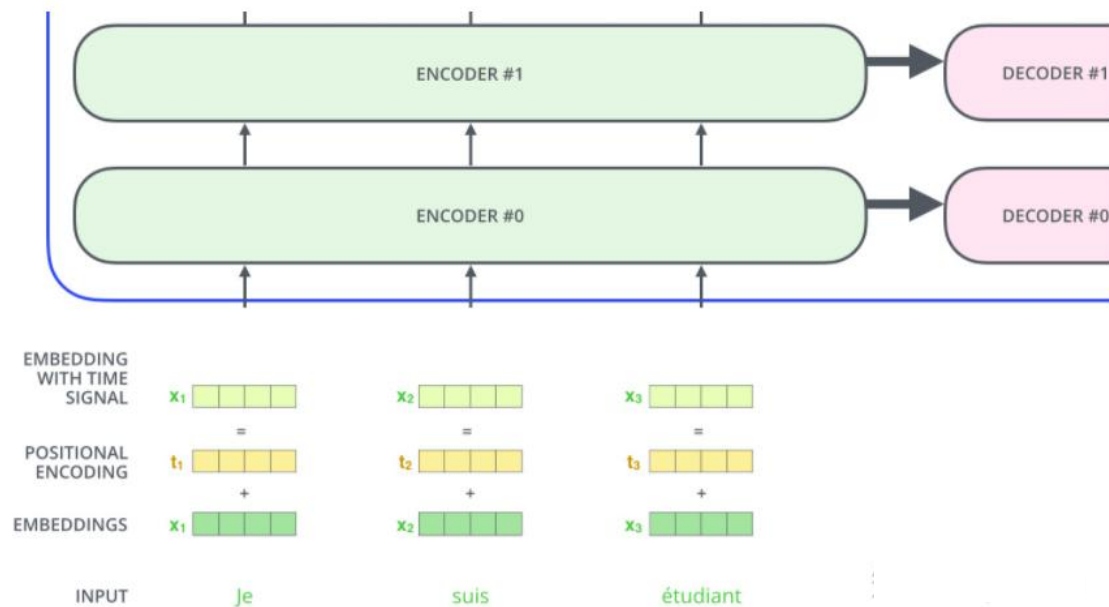 ENCODER #1
DECODER #1
ENCODER #0
DECODER #0
EMBEDDING
WITH TIME
SIGNAL
x₁ x₂ x₃
= = =
POSITIONAL
ENCODING
t₁ t₂ t₃
+ + +
EMBEDDINGS x₁ x₂ x₃
INPUT Je suis étudiant